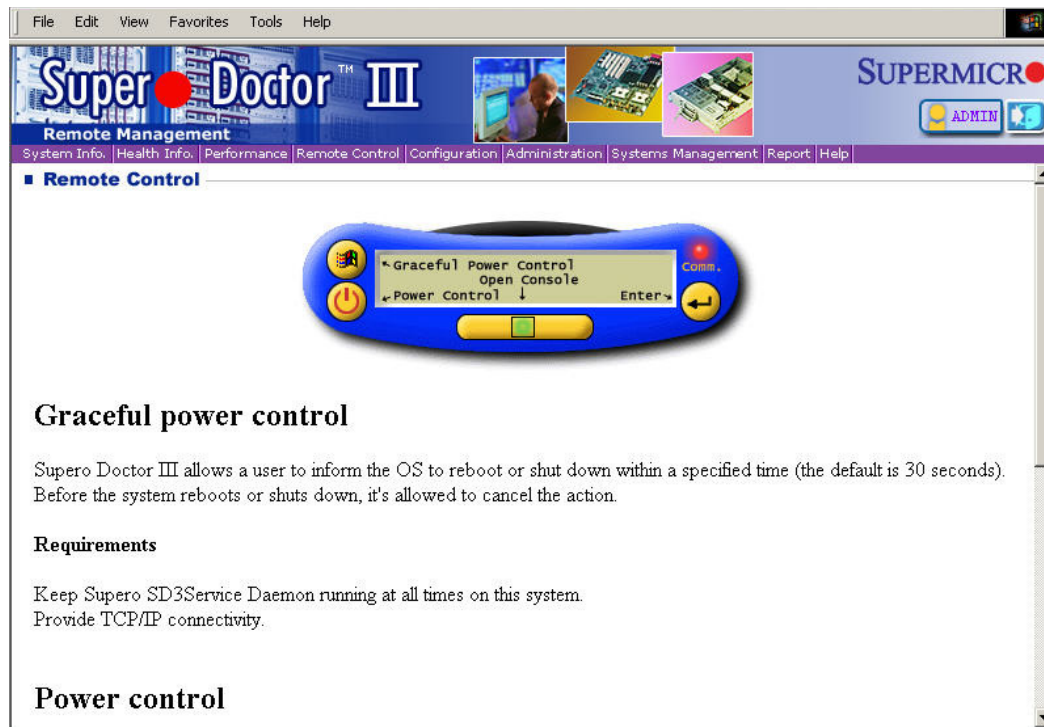 File Edit View Favorites Tools Help
Super Doctor™ III
SUPERMICR
Remote Management
ADMIN
System Info. Health Info. Performance Remote Control Configuration Administration Systems Management Report Help
Remote Control
Graceful Power Control
Open Console
Power Control
Enter
Comm.
Graceful power control
Supero Doctor III allows a user to inform the OS to reboot or shut down within a specified time (the default is 30 seconds).
Before the system reboots or shuts down, it's allowed to cancel the action.
Requirements
Keep Supero SD3Service Daemon running at all times on this system.
Provide TCP/IP connectivity.
Power control